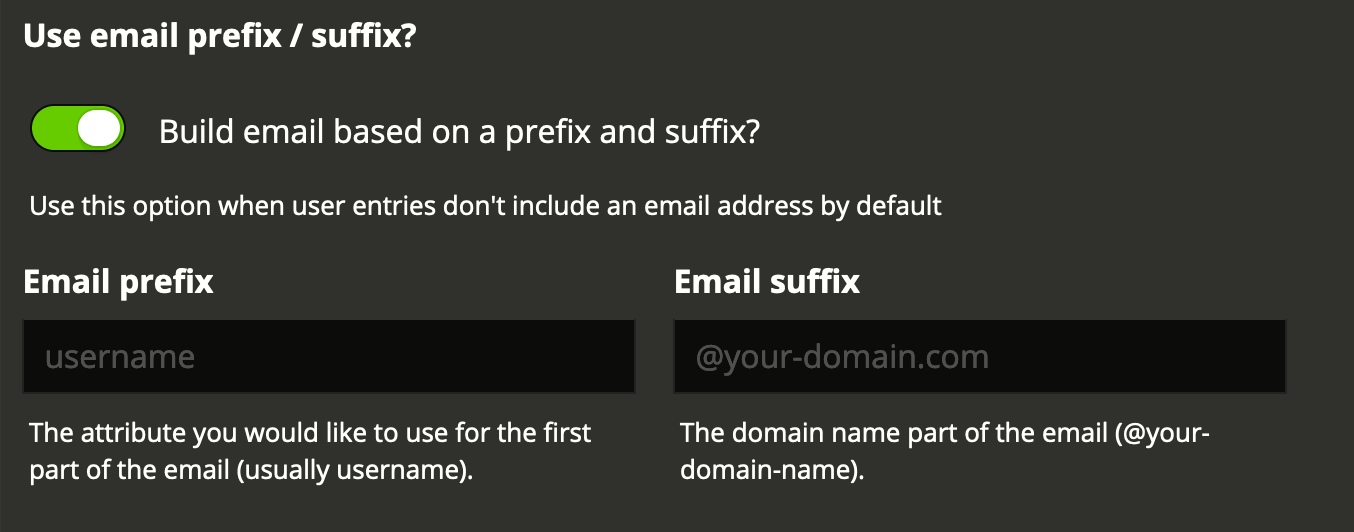 Use email prefix / suffix?
Build email based on a prefix and suffix?
Use this option when user entries don't include an email address by default
Email prefix
username
The attribute you would like to use for the first
part of the email (usually username).
Email suffix
@your-domain.com
The domain name part of the email (@your-
domain-name).